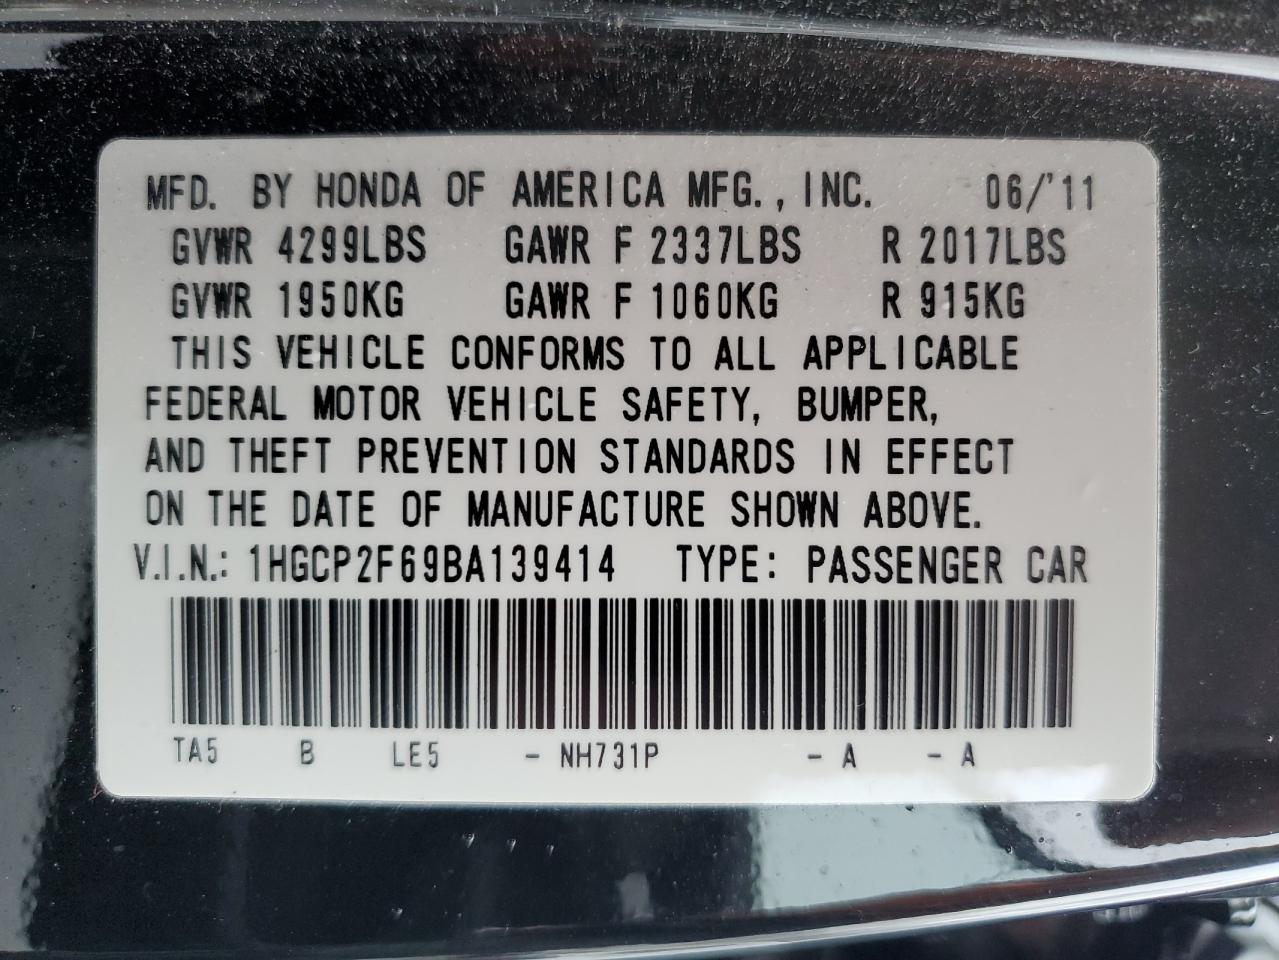 MFD. BY HONDA OF AMERICA MFG., INC. 06/'11
GVWR 4299LBS GAWR F 2337LBS R 2017LBS
GVWR 1950KG GAWR F 1060KG R 915KG
THIS VEHICLE CONFORMS TO ALL APPLICABLE
FEDERAL MOTOR VEHICLE SAFETY, BUMPER,
AND THEFT PREVENTION STANDARDS IN EFFECT
ON THE DATE OF MANUFACTURE SHOWN ABOVE.
V.I.N.: 1HGCP2F69BA139414 TYPE: PASSENGER CAR
TA5 B LE5 - NH731P - A - A